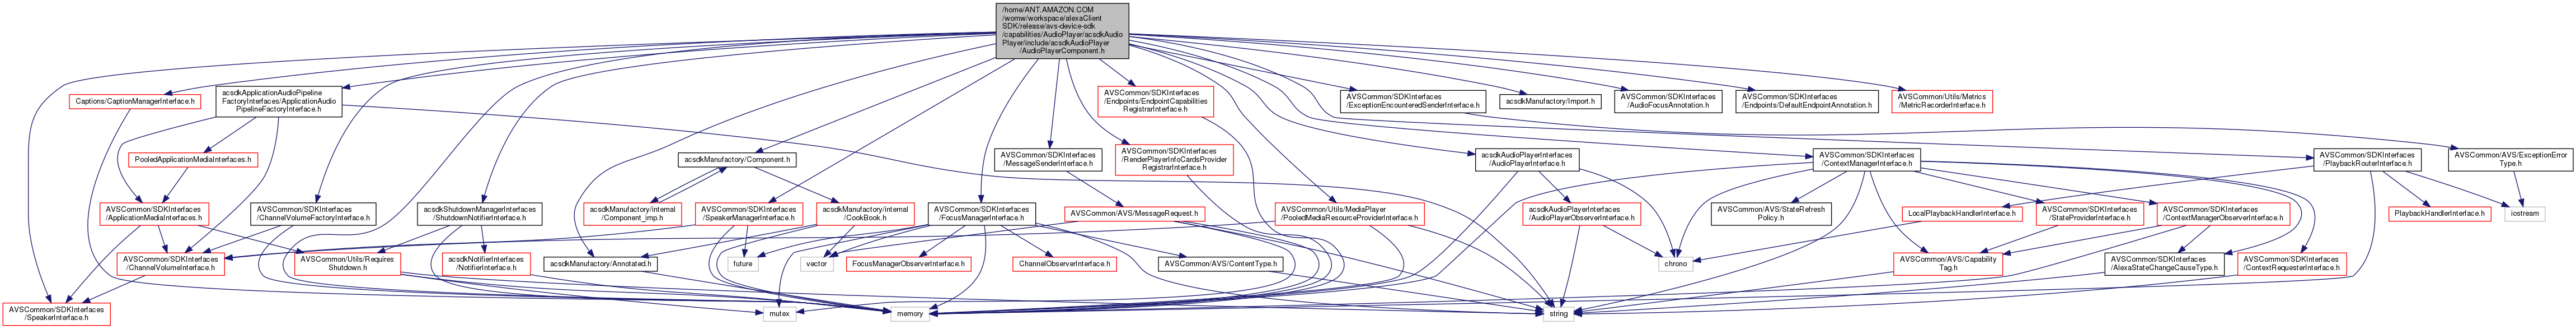 /home/ANT.AMAZON.COM
/womw/workspace/alexaClient
SDK/release/avs-device-sdk
/capabilities/AudioPlayer/acsdkAudio
Player/include/acsdkAudioPlayer
/AudioPlayerComponent.h
Captions/CaptionManagerInterface.h
acsdkApplicationAudioPipeline
FactoryInterfaces/ApplicationAudio
PipelineFactoryInterface.h
AVSCommon/SDKInterfaces
/Endpoints/EndpointCapabilities
RegistrarInterface.h
AVSCommon/SDKInterfaces
/ExceptionEncounteredSenderInterface.h
acsdkManufactory/Import.h
AVSCommon/SDKInterfaces
/AudioFocusAnnotation.h
AVSCommon/SDKInterfaces
/Endpoints/DefaultEndpointAnnotation.h
AVSCommon/Utils/Metrics
/MetricRecorderInterface.h
PooledApplicationMediaInterfaces.h
acsdkManufactory/Component.h
AVSCommon/SDKInterfaces
/MessageSenderInterface.h
AVSCommon/SDKInterfaces
/RenderPlayerInfoCardsProvider
RegistrarInterface.h
acsdkAudioPlayerInterfaces
/AudioPlayerInterface.h
AVSCommon/SDKInterfaces
/ContextManagerInterface.h
AVSCommon/SDKInterfaces
/PlaybackRouterInterface.h
AVSCommon/AVS/ExceptionError
Type.h
AVSCommon/SDKInterfaces
/ApplicationMediaInterfaces.h
AVSCommon/SDKInterfaces
/ChannelVolumeFactoryInterface.h
acsdkShutdownManagerInterfaces
/ShutdownNotifierInterface.h
acsdkManufactory/internal
/Component_imp.h
AVSCommon/SDKInterfaces
/SpeakerManagerInterface.h
acsdkManufactory/internal
/CookBook.h
AVSCommon/SDKInterfaces
/FocusManagerInterface.h
AVSCommon/AVS/MessageRequest.h
AVSCommon/Utils/MediaPlayer
/PooledMediaResourceProviderInterface.h
acsdkAudioPlayerInterfaces
/AudioPlayerObserverInterface.h
AVSCommon/AVS/StateRefresh
Policy.h
LocalPlaybackHandlerInterface.h
AVSCommon/SDKInterfaces
/StateProviderInterface.h
AVSCommon/SDKInterfaces
/ContextManagerObserverInterface.h
PlaybackHandlerInterface.h
iostream
AVSCommon/SDKInterfaces
/ChannelVolumeInterface.h
AVSCommon/Utils/Requires
Shutdown.h
acsdkNotifierInterfaces
/NotifierInterface.h
acsdkManufactory/Annotated.h
future
vector
FocusManagerObserverInterface.h
ChannelObserverInterface.h
AVSCommon/AVS/ContentType.h
chrono
AVSCommon/AVS/Capability
Tag.h
AVSCommon/SDKInterfaces
/AlexaStateChangeCauseType.h
AVSCommon/SDKInterfaces
/ContextRequesterInterface.h
AVSCommon/SDKInterfaces
/SpeakerInterface.h
mutex
memory
string